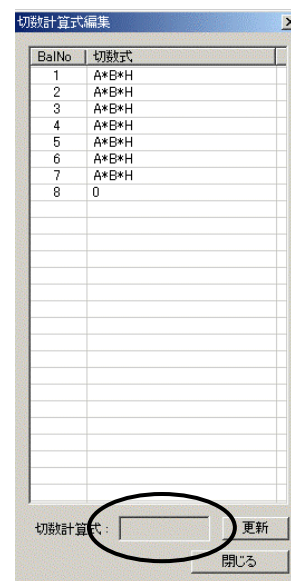 切数計算式編集
BalNo 切数式
1 A*B*H
2 A*B*H
3 A*B*H
4 A*B*H
5 A*B*H
6 A*B*H
7 A*B*H
8 0
切数計算式: 更新
閉じる